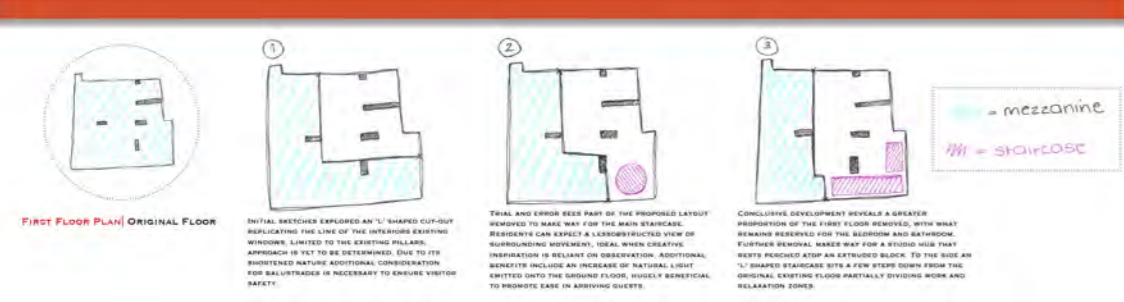 1
2
3
= mezzanine
= staircase
FIRST FLOOR PLAN| ORIGINAL FLOOR
INITIAL SKETCHES EXPLORED AN 'L' SHAPED CUT-OUT
REPLICATING THE LINE OF THE INTERIORS EXISTING
WINDOWS. LIMITED TO THE EXISTING PILLARS,
APPROACH IS YET TO BE DETERMINED. DUE TO ITS
SHORTENED NATURE ADDITIONAL CONSIDERATION
FOR BALUSTRADES IS NECESSARY TO ENSURE VISITOR
SAFETY.
TRIAL AND ERROR SEES PART OF THE PROPOSED LAYOUT
REMOVED TO MAKE WAY FOR THE MAIN STAIRCASE.
RESIDENTS CAN EXPECT A LESSOBSTRUCTED VIEW OF
SURROUNDING MOVEMENT, IDEAL WHEN CREATIVE
INSPIRATION IS RELIANT ON OBSERVATION. ADDITIONAL
BENEFITS INCLUDE AN INCREASE OF NATURAL LIGHT
EMITTED ONTO THE GROUND FLOOR, HUGELY BENEFICIAL
TO PROMOTE EASE IN ARRIVING GUESTS.
CONCLUSIVE DEVELOPMENT REVEALS A GREATER
PROPORTION OF THE FIRST FLOOR REMOVED, WITH WHAT
REMAINS RESERVED FOR THE BEDROOM AND BATHROOM.
FURTHER REMOVAL MAKES WAY FOR A STUDIO HUB THAT
RESTS PERCHED ATOP AN EXTRUDED BLOCK. TO THE SIDE AN
'L' SHAPED STAIRCASE SITS A FEW STEPS DOWN FROM THE
ORIGINAL EXISTING FLOOR PARTIALLY DIVIDING WORK AND
RELAXATION ZONES.